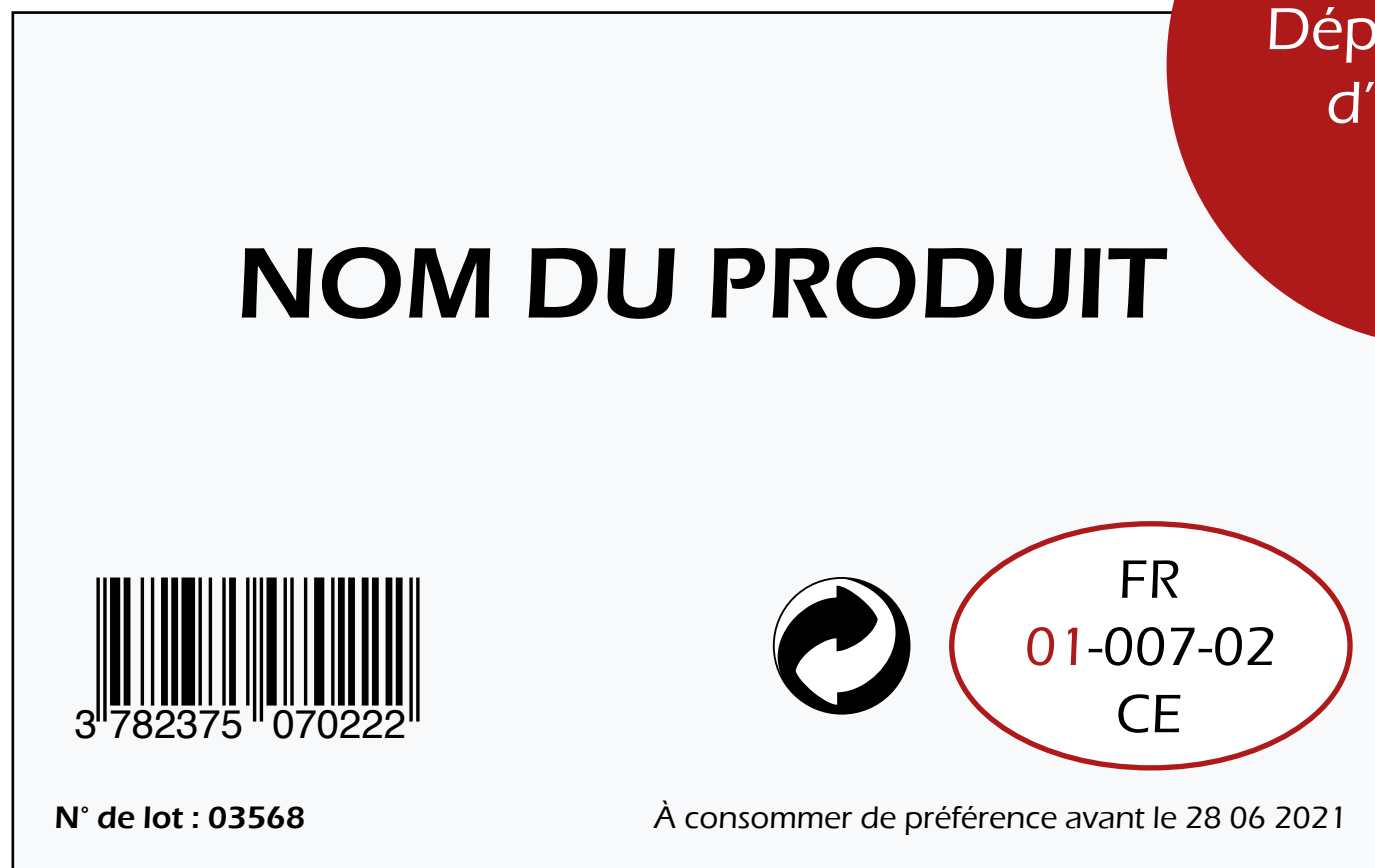 Dép
d'
NOM DU PRODUIT
FR
01-007-02
CE
3 782375 070222
N° de lot : 03568
À consommer de préférence avant le 28 06 2021